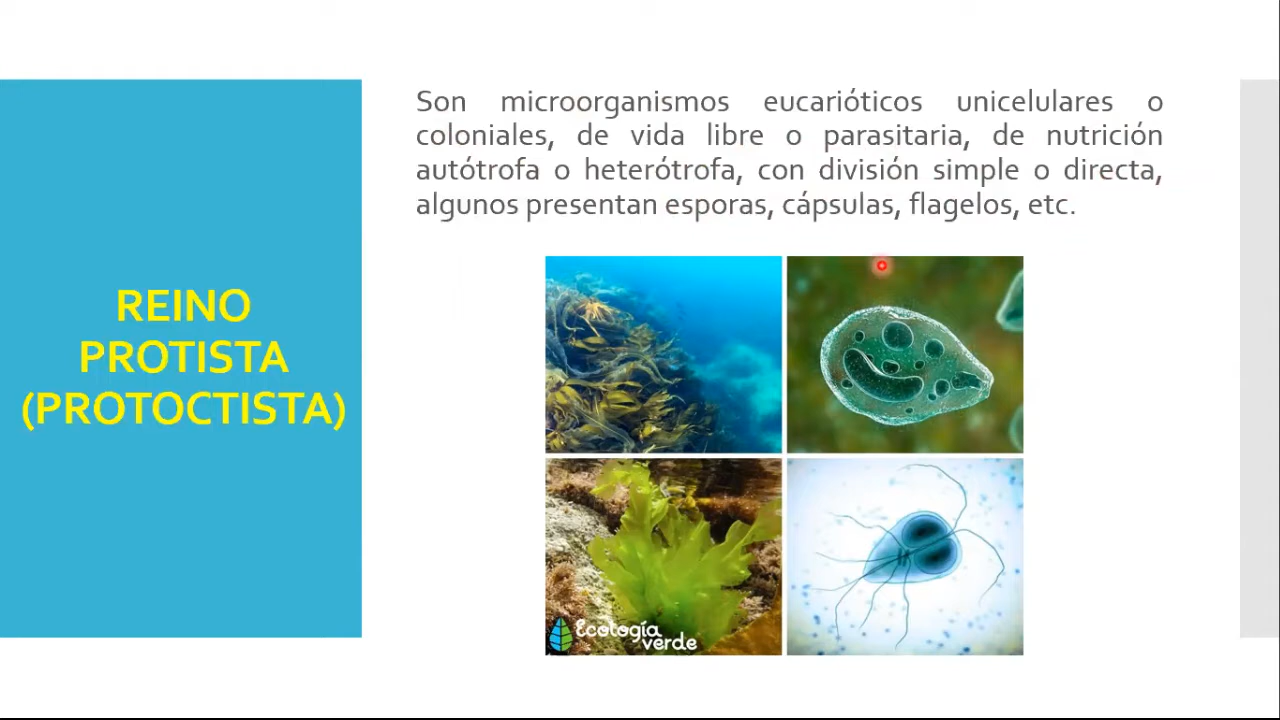 REINO
PROTISTA
(PROTOCTISTA)
Son microorganismos eucarióticos unicelulares o
coloniales, de vida libre o parasitaria, de nutrición
autótrofa o heterótrofa, con división simple o directa,
algunos presentan esporas, cápsulas, flagelos, etc.
Ecología
verde